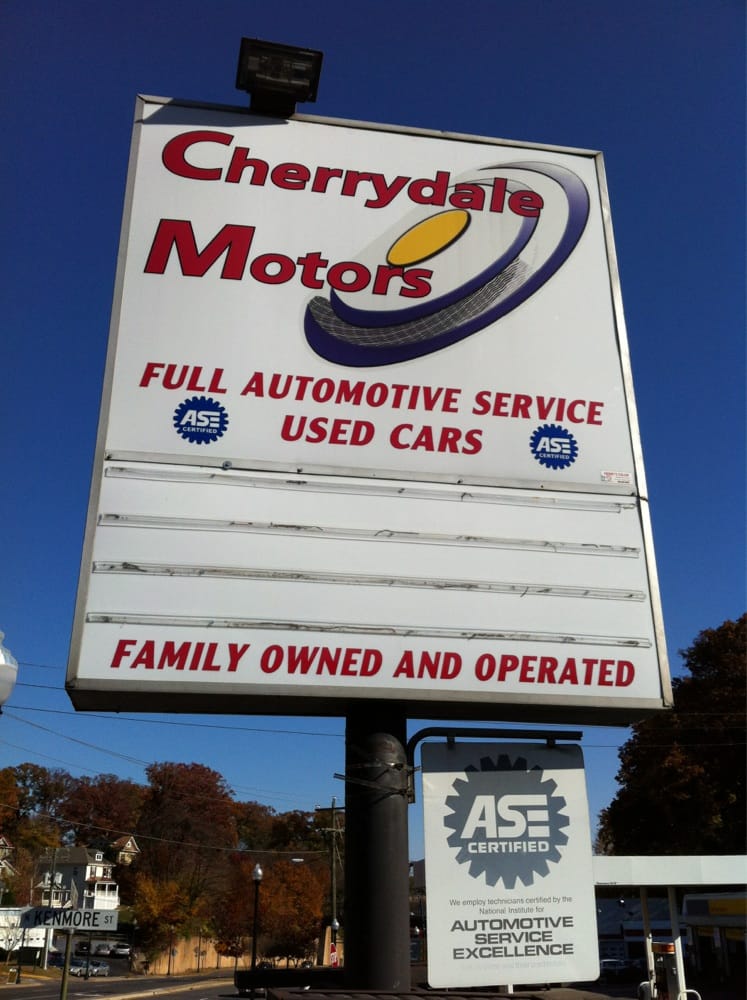 Cherrydale
Motors
FULL AUTOMOTIVE SERVICE
USED CARS
ASE
CERTIFIED
ASE
CERTIFIED
FAMILY OWNED AND OPERATED
ASE
CERTIFIED
We employ technicians certified by the
National Institute for
AUTOMOTIVE
SERVICE
EXCELLENCE
N KENMORE ST